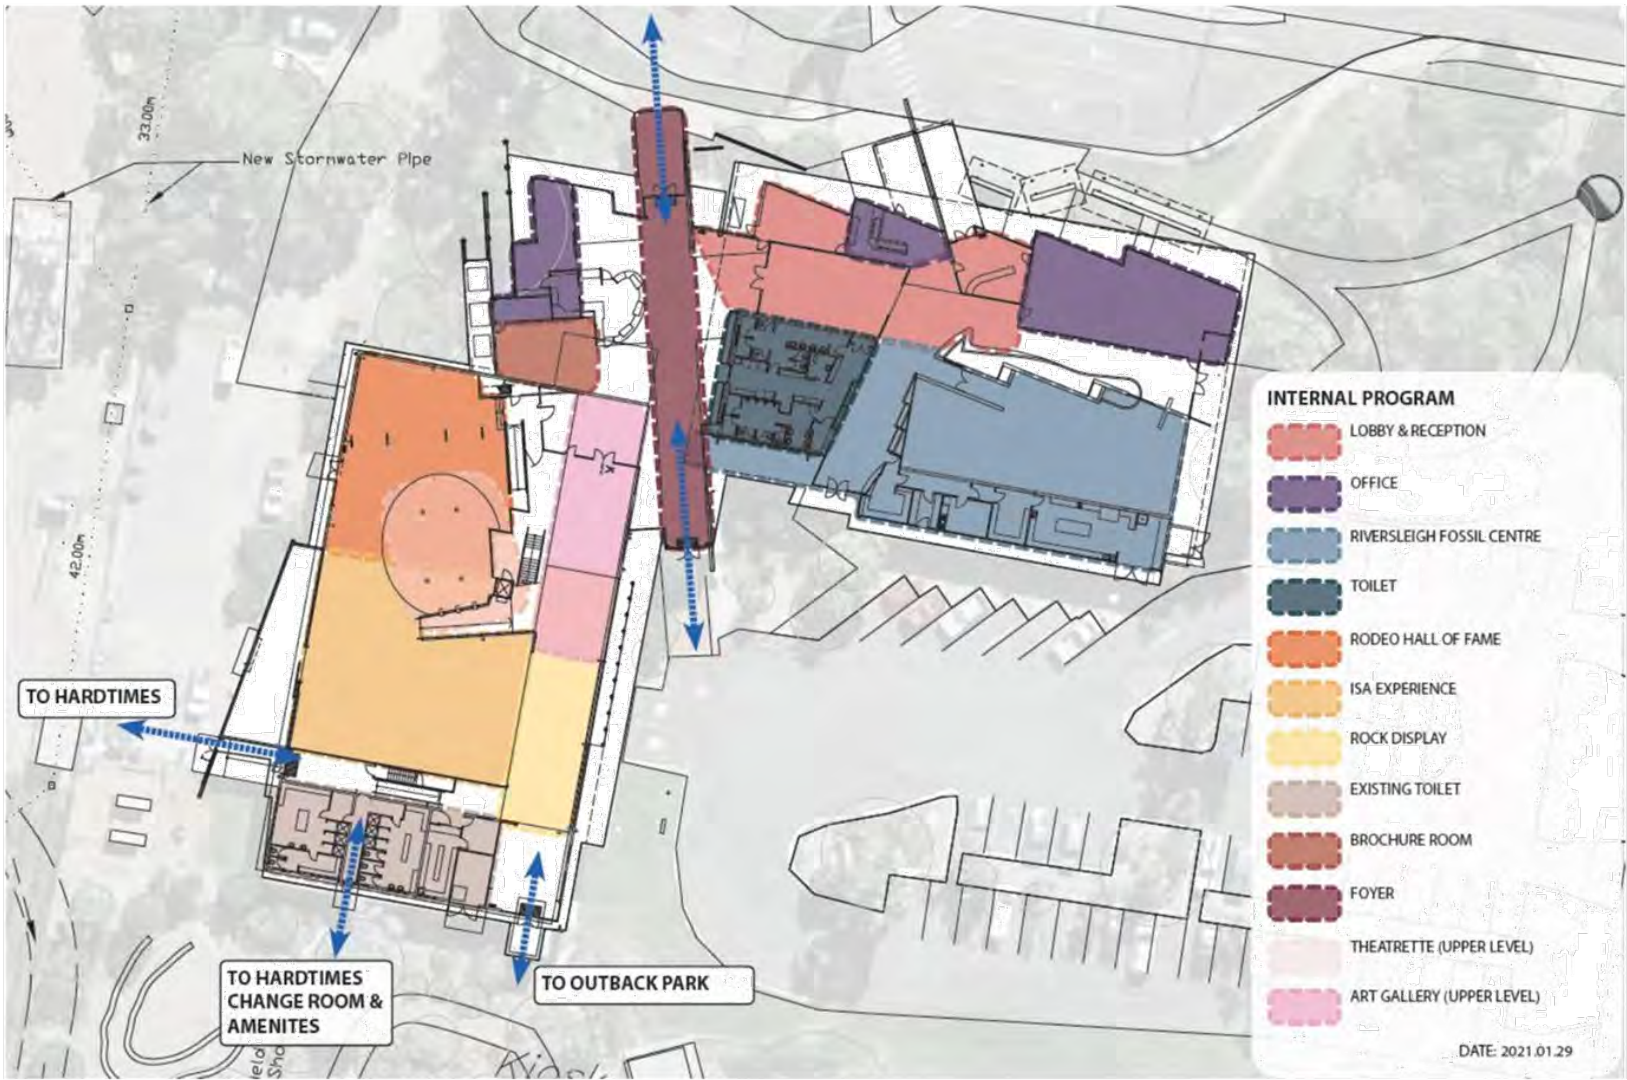 33.00m
New Stormwater Pipe
42.00m
TO HARDTIMES
TO HARDTIMES
CHANGE ROOM &
AMENITES
TO OUTBACK PARK
INTERNAL PROGRAM
LOBBY & RECEPTION
OFFICE
RIVERSLEIGH FOSSIL CENTRE
TOILET
RODEO HALL OF FAME
ISA EXPERIENCE
ROCK DISPLAY
EXISTING TOILET
BROCHURE ROOM
FOYER
THEATRETTE (UPPER LEVEL)
ART GALLERY (UPPER LEVEL)
DATE: 2021.01.29